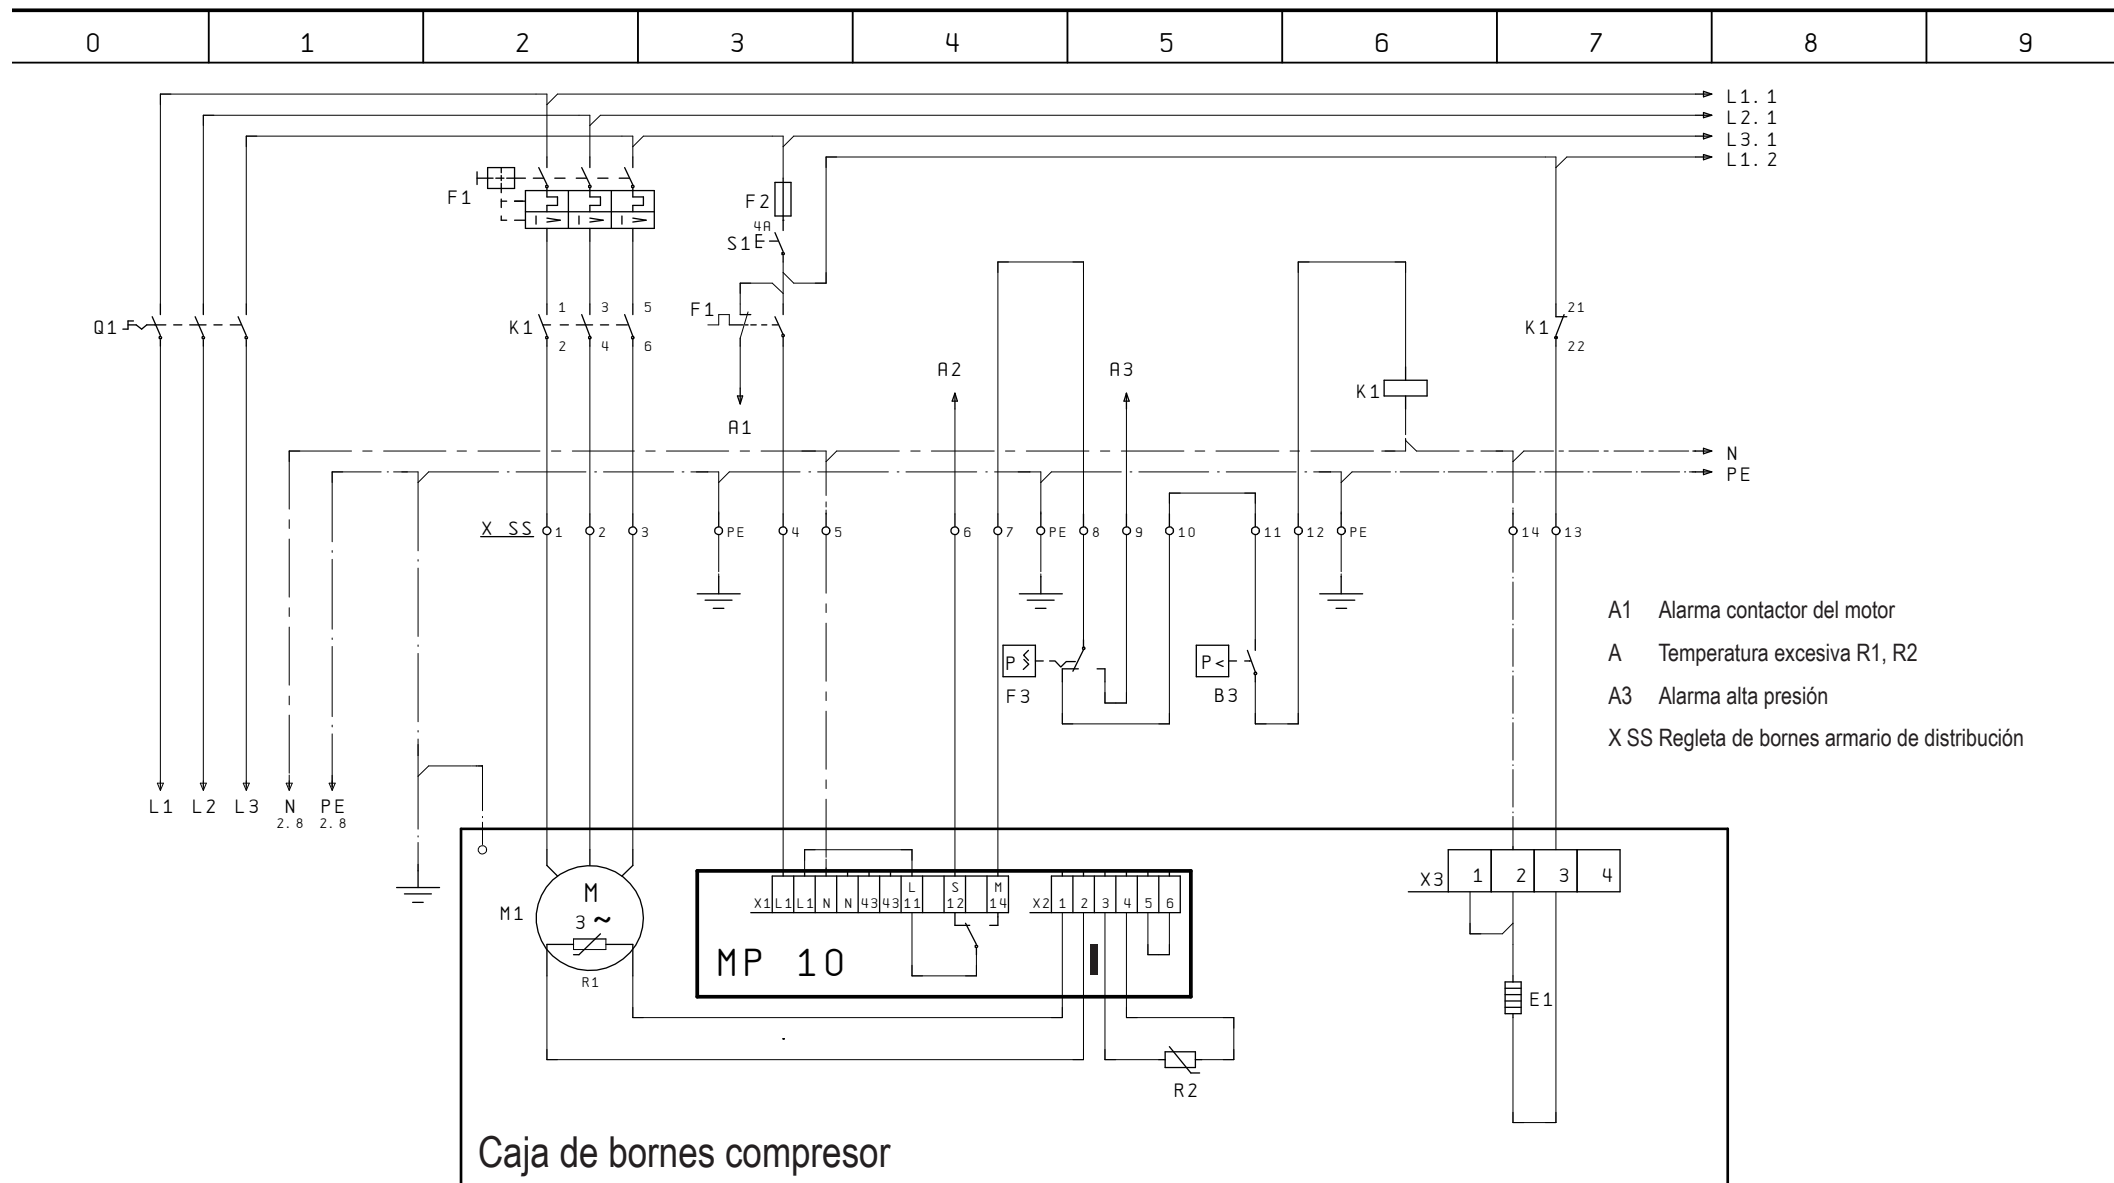 0 1 2 3 4 5 6 7 8 9
L1.1
L2.1
L3.1
L1.2
F1
I > I > I >
F2
4A
S1
Q1
K1
1 3 5
2 4 6
F1
A1
A2
A3
K1
K1
21
22
N
PE
X SS 1 2 3 PE 4 5 6 7 PE 8 9 10 11 12 PE 14 13
P
F3
P<
B3
A1 Alarma contactor del motor
A Temperatura excesiva R1, R2
A3 Alarma alta presión
X SS Regleta de bornes armario de distribución
L1 L2 L3 N PE
2.8 2.8
M1
M
3 ~
R1
L S M
X1 L1 L1 N N 43 43 11 12 14
X2 1 2 3 4 5 6
MP 10
X3 1 2 3 4
E1
R2
Caja de bornes compresor